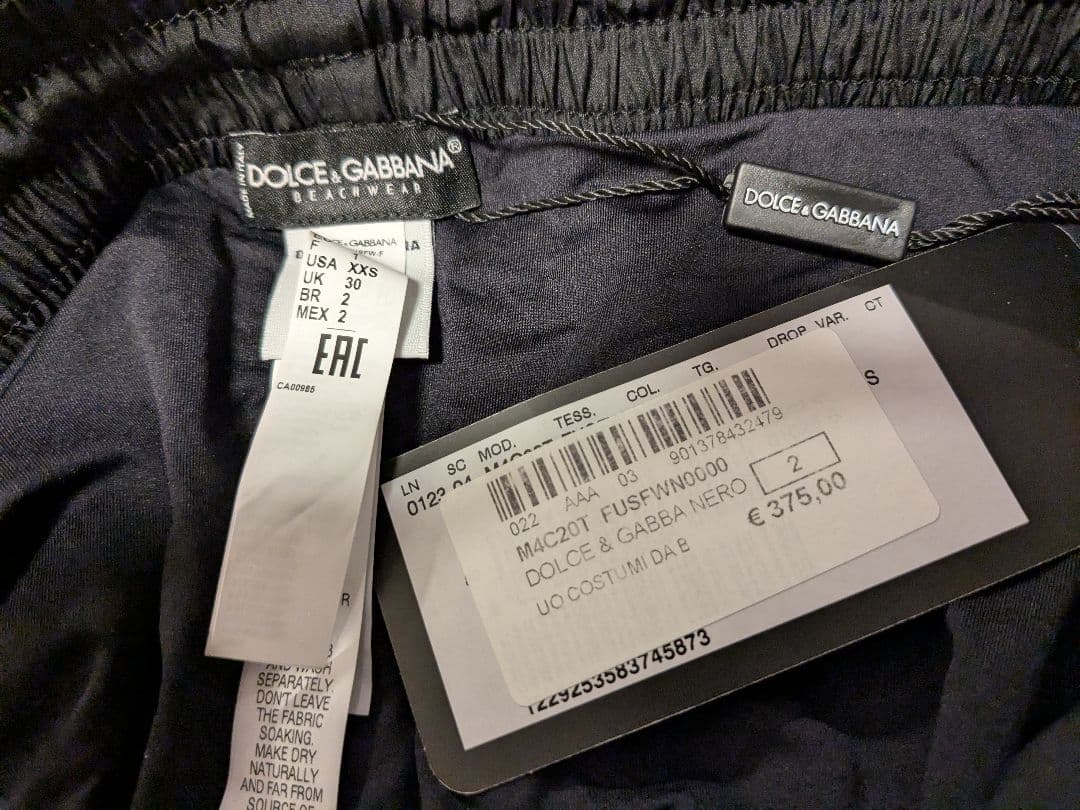 MADE IN ITALY
DOLCE & GABBANA®
BEACHWEAR
DOLCE & GABBANA
F 1
USA XXS
UK 30
BR 2
MEX 2
EAC
CA00985
R
AND WASH
SEPARATELY.
DON'T LEAVE
THE FABRIC
SOAKING.
MAKE DRY
NATURALLY
AND FAR FROM
SOURCE OF
DOLCE & GABBANA
LN SC MOD. TESS. COL. TG. DROP VAR. CT
S
022 AAA 03 901378432479
M4C20T FUSFWN0000
DOLCE & GABBA NERO
2
UO COSTUMI DA B
€ 375,00
1229253583745873